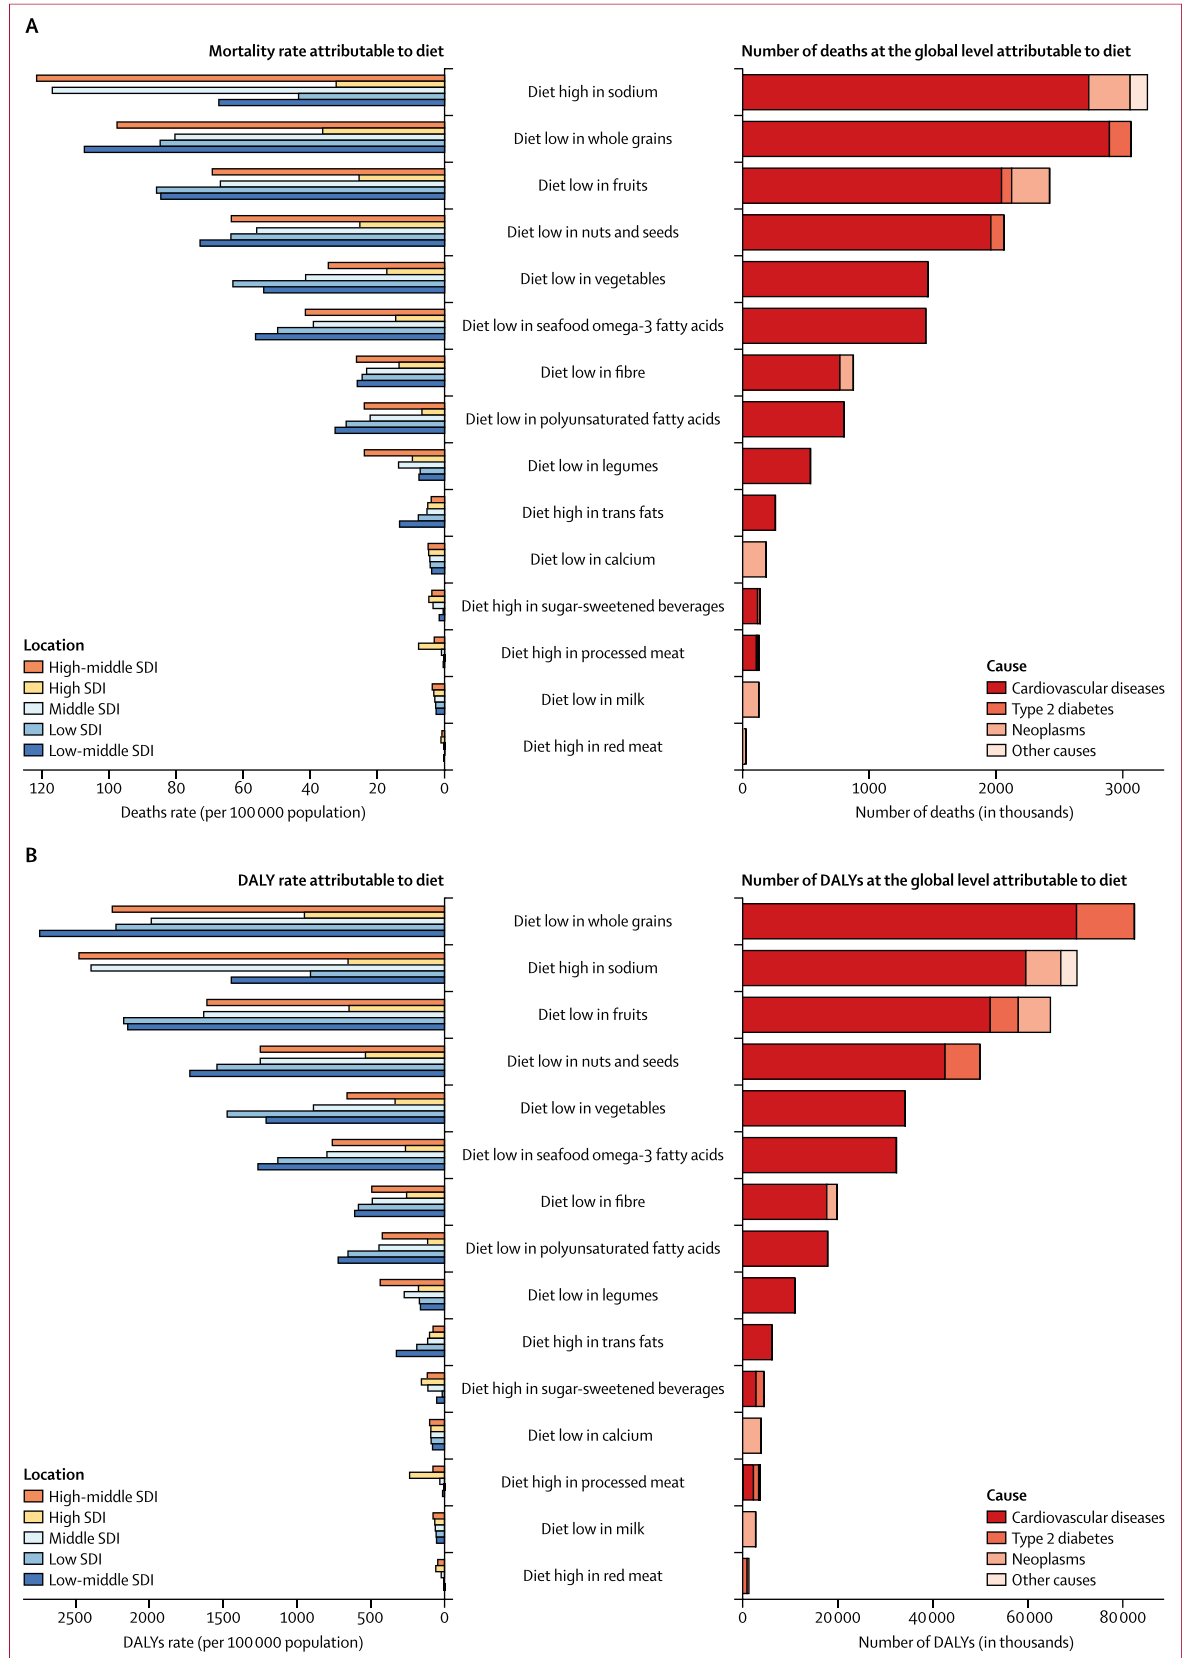 A
Mortality rate attributable to diet
Number of deaths at the global level attributable to diet
Diet high in sodium
Diet low in whole grains
Diet low in fruits
Diet low in nuts and seeds
Diet low in vegetables
Diet low in seafood omega-3 fatty acids
Diet low in fibre
Diet low in polyunsaturated fatty acids
Diet low in legumes
Diet high in trans fats
Diet low in calcium
Diet high in sugar-sweetened beverages
Diet high in processed meat
Diet low in milk
Diet high in red meat
Location
High-middle SDI
High SDI
Middle SDI
Low SDI
Low-middle SDI
Cause
Cardiovascular diseases
Type 2 diabetes
Neoplasms
Other causes
120 100 80 60 40 20 0
Deaths rate (per 100 000 population)
0 1000 2000 3000
Number of deaths (in thousands)
B
DALY rate attributable to diet
Number of DALYs at the global level attributable to diet
Diet low in whole grains
Diet high in sodium
Diet low in fruits
Diet low in nuts and seeds
Diet low in vegetables
Diet low in seafood omega-3 fatty acids
Diet low in fibre
Diet low in polyunsaturated fatty acids
Diet low in legumes
Diet high in trans fats
Diet high in sugar-sweetened beverages
Diet low in calcium
Diet high in processed meat
Diet low in milk
Diet high in red meat
Location
High-middle SDI
High SDI
Middle SDI
Low SDI
Low-middle SDI
Cause
Cardiovascular diseases
Type 2 diabetes
Neoplasms
Other causes
2500 2000 1500 1000 500 0
DALYs rate (per 100 000 population)
0 20 000 40 000 60 000 80 000
Number of DALYs (in thousands)